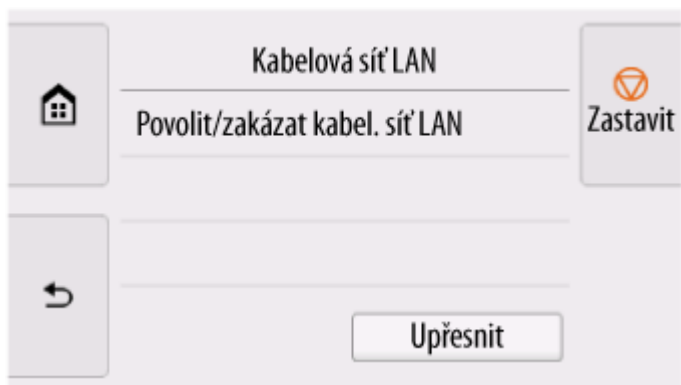 Kabelová síť LAN
Povolit/zakázat kabel. síť LAN
Zastavit
Upřesnit